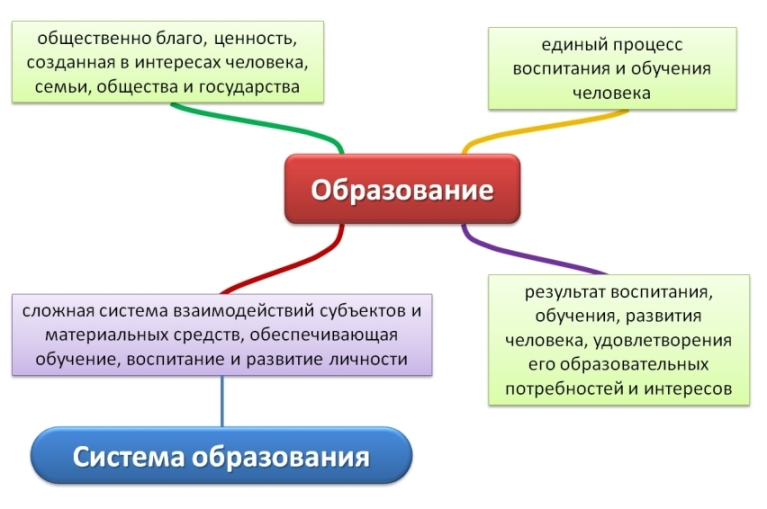 общественно благо, ценность,
созданная в интересах человека,
семьи, общества и государства
единый процесс
воспитания и обучения
человека
Образование
сложная система взаимодействий субъектов и
материальных средств, обеспечивающая
обучение, воспитание и развитие личности
результат воспитания,
обучения, развития
человека, удовлетворения
его образовательных
потребностей и интересов
Система образования